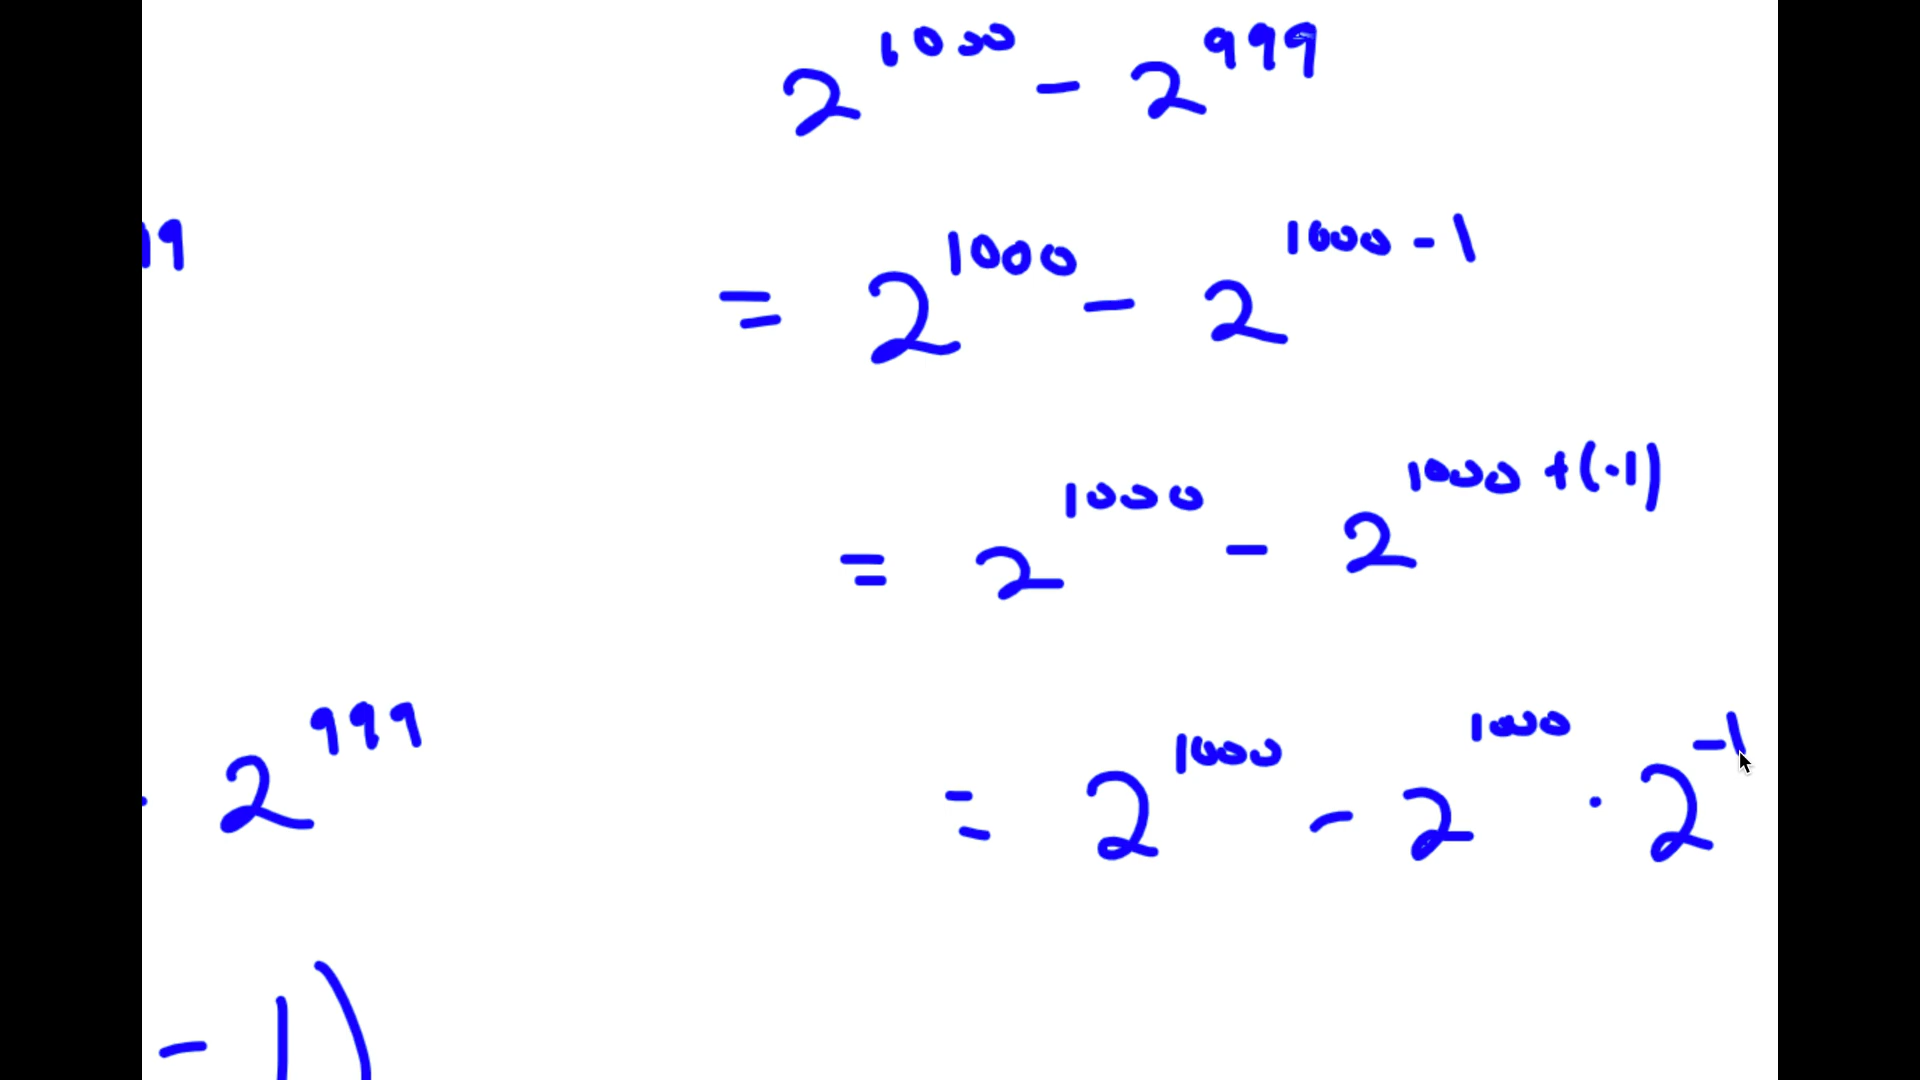 2^1000 - 2^999
99
= 2^1000 - 2^1000-1
= 2^1000 - 2^1000+(-1)
2^999
= 2^1000 - 2^1000 · 2^-1
- 1)